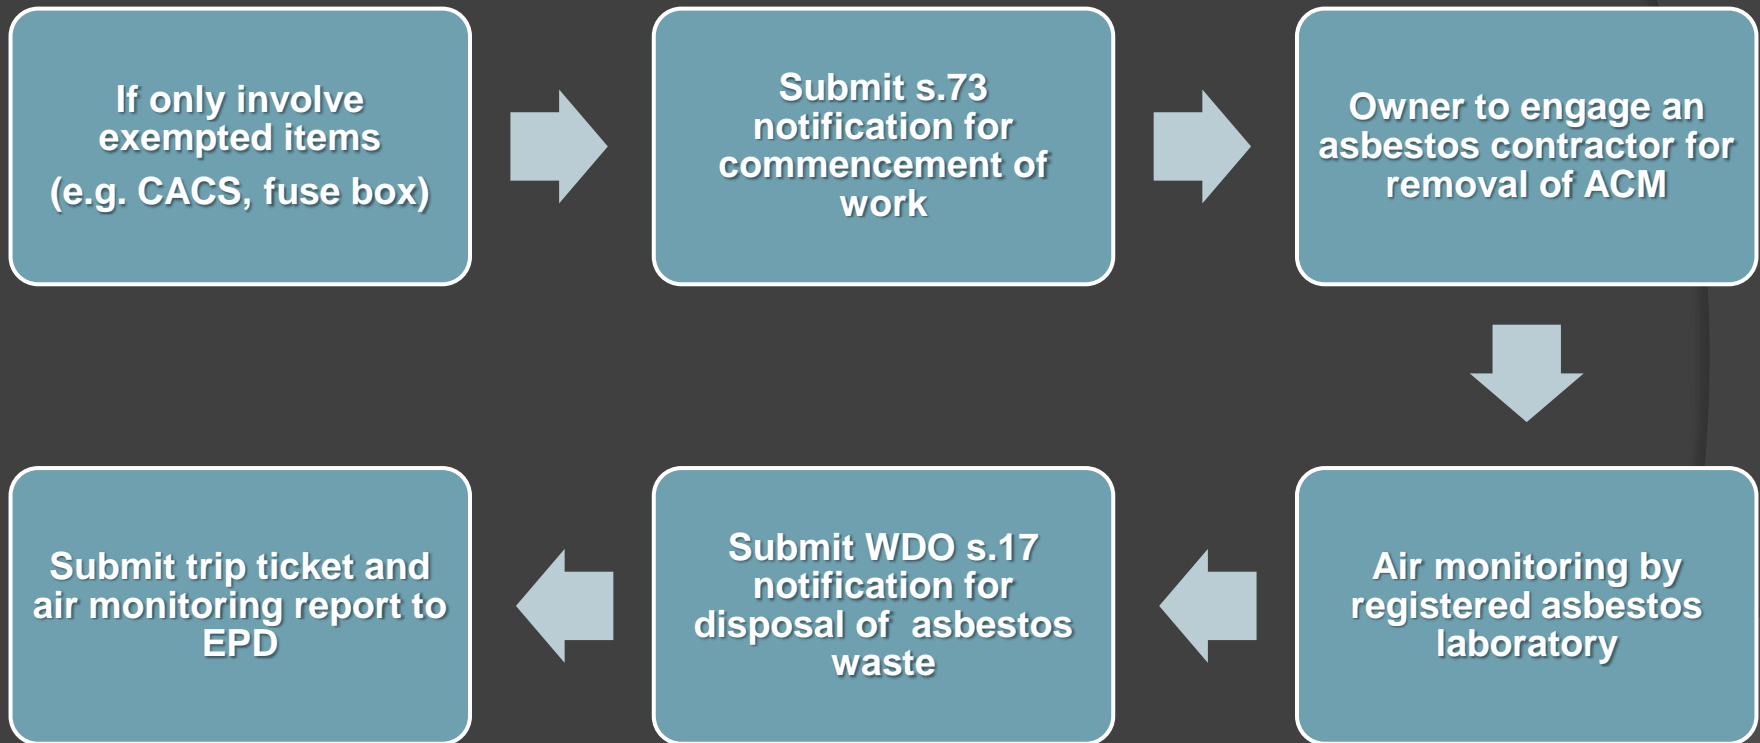 If only involve
exempted items
(e.g. CACS, fuse box)
Submit s.73
notification for
commencement of
work
Owner to engage an
asbestos contractor for
removal of ACM
Air monitoring by
registered asbestos
laboratory
Submit WDO s.17
notification for
disposal of asbestos
waste
Submit trip ticket and
air monitoring report to
EPD